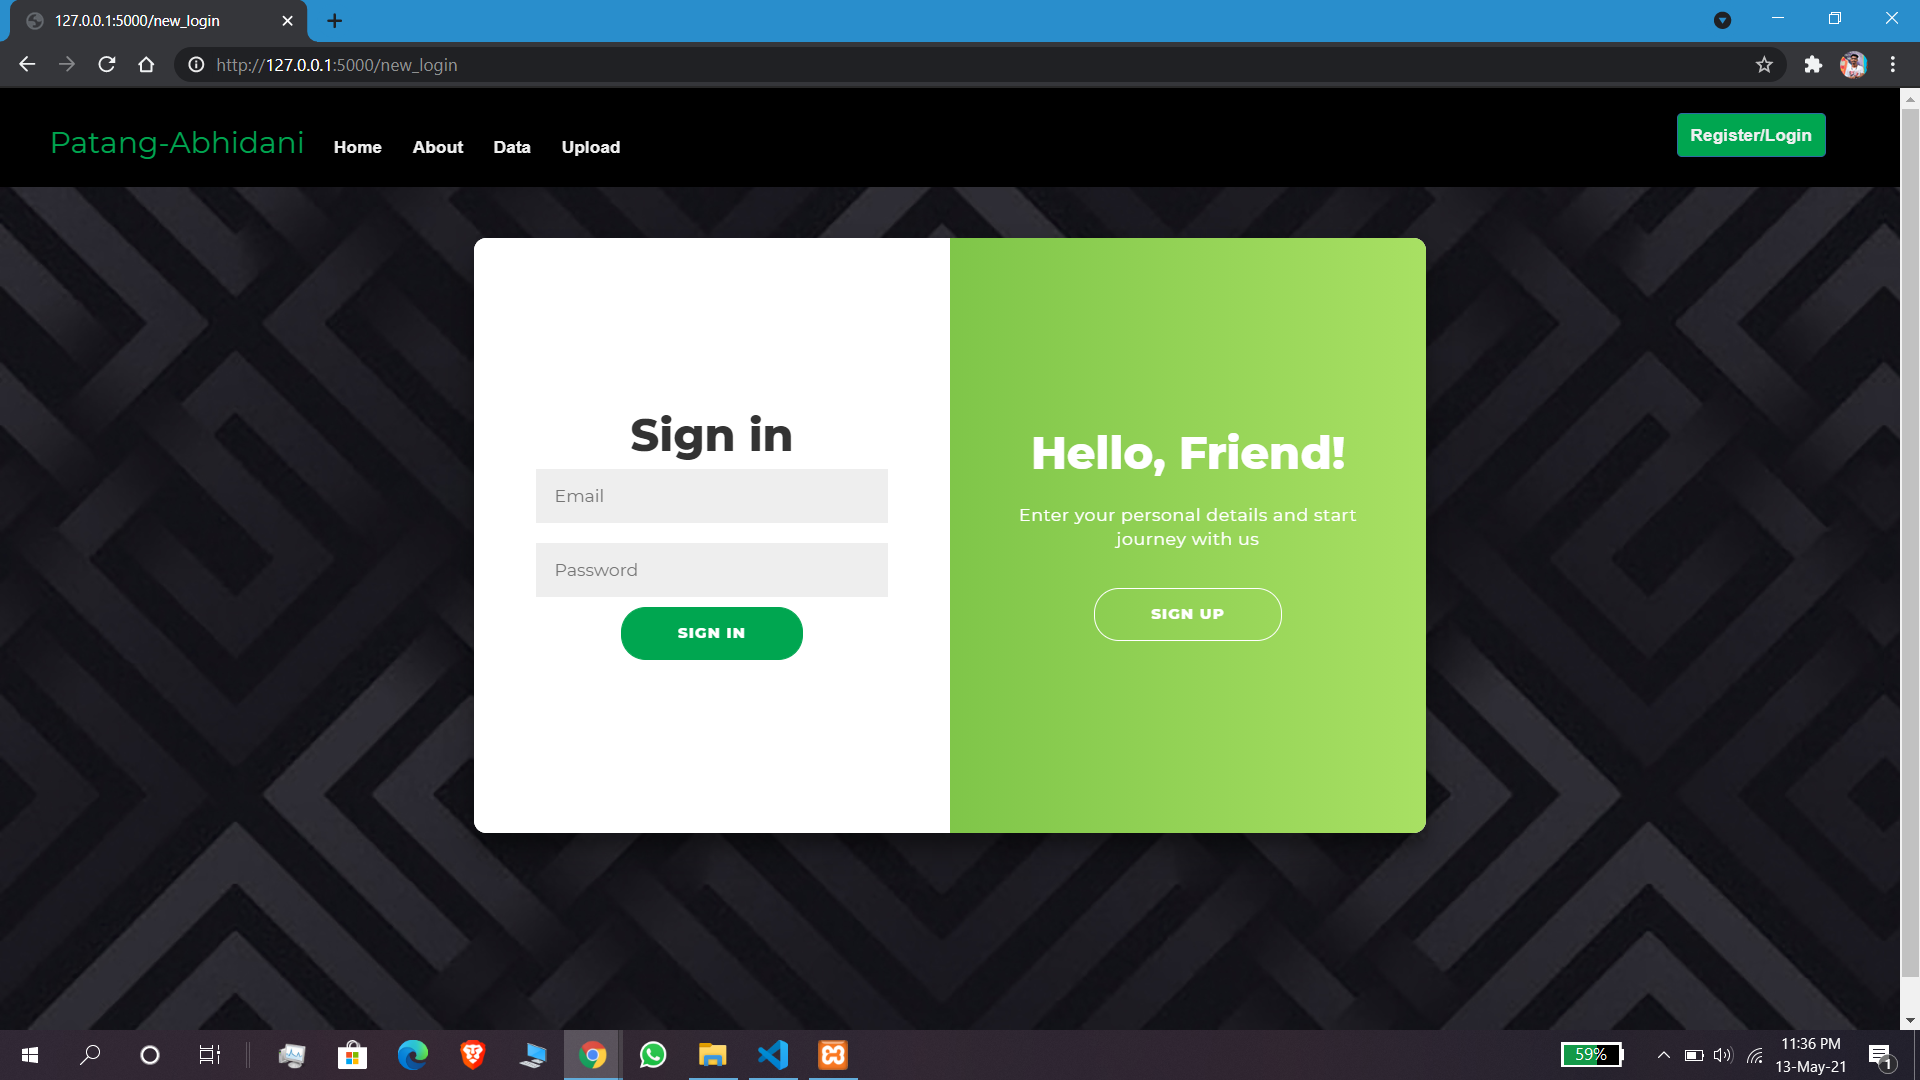 127.0.0.1:5000/new_login
http://127.0.0.1:5000/new_login
Patang-Abhidani
Home
About
Data
Upload
Register/Login
Sign in
Email
Password
SIGN IN
Hello, Friend!
Enter your personal details and start
journey with us
SIGN UP
59%
11:36 PM
13-May-21
1